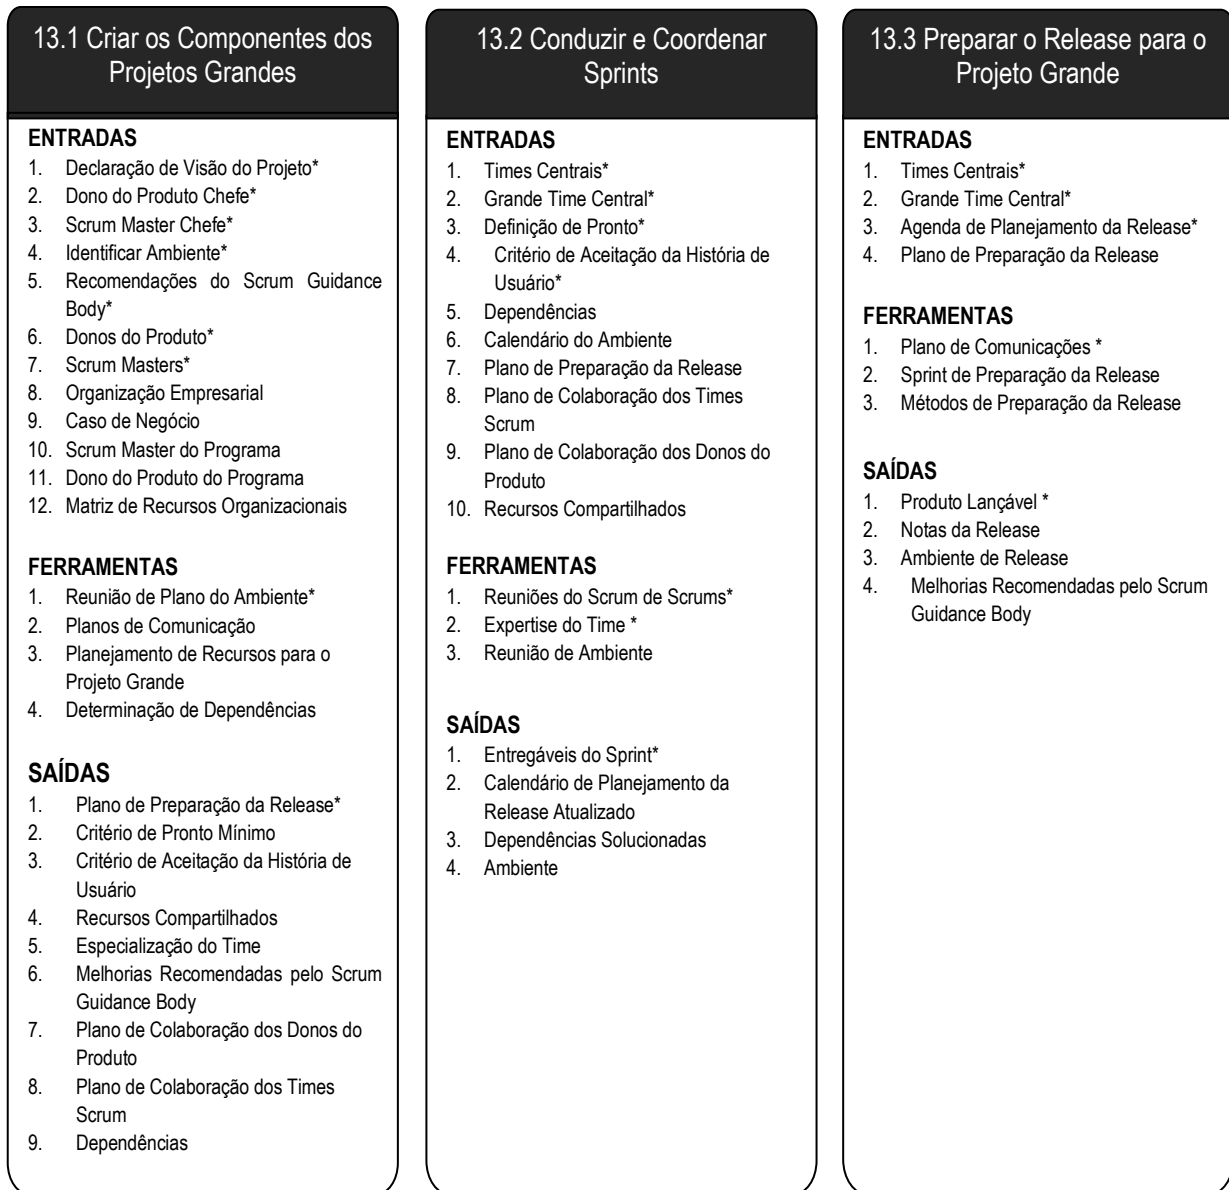 13.1 Criar os Componentes dos
Projetos Grandes
ENTRADAS
1. Declaração de Visão do Projeto*
2. Dono do Produto Chefe*
3. Scrum Master Chefe*
4. Identificar Ambiente*
5. Recomendações do Scrum Guidance
Body*
6. Donos do Produto*
7. Scrum Masters*
8. Organização Empresarial
9. Caso de Negócio
10. Scrum Master do Programa
11. Dono do Produto do Programa
12. Matriz de Recursos Organizacionais
FERRAMENTAS
1. Reunião de Plano do Ambiente*
2. Planos de Comunicação
3. Planejamento de Recursos para o
Projeto Grande
4. Determinação de Dependências
SAÍDAS
1. Plano de Preparação da Release*
2. Critério de Pronto Mínimo
3. Critério de Aceitação da História de
Usuário
4. Recursos Compartilhados
5. Especialização do Time
6. Melhorias Recomendadas pelo Scrum
Guidance Body
7. Plano de Colaboração dos Donos do
Produto
8. Plano de Colaboração dos Times
Scrum
9. Dependências
13.2 Conduzir e Coordenar
Sprints
ENTRADAS
1. Times Centrais*
2. Grande Time Central*
3. Definição de Pronto*
4. Critério de Aceitação da História de
Usuário*
5. Dependências
6. Calendário do Ambiente
7. Plano de Preparação da Release
8. Plano de Colaboração dos Times
Scrum
9. Plano de Colaboração dos Donos do
Produto
10. Recursos Compartilhados
FERRAMENTAS
1. Reuniões do Scrum de Scrums*
2. Expertise do Time *
3. Reunião de Ambiente
SAÍDAS
1. Entregáveis do Sprint*
2. Calendário de Planejamento da
Release Atualizado
3. Dependências Solucionadas
4. Ambiente
13.3 Preparar o Release para o
Projeto Grande
ENTRADAS
1. Times Centrais*
2. Grande Time Central*
3. Agenda de Planejamento da Release*
4. Plano de Preparação da Release
FERRAMENTAS
1. Plano de Comunicações *
2. Sprint de Preparação da Release
3. Métodos de Preparação da Release
SAÍDAS
1. Produto Lançável *
2. Notas da Release
3. Ambiente de Release
4. Melhorias Recomendadas pelo Scrum
Guidance Body